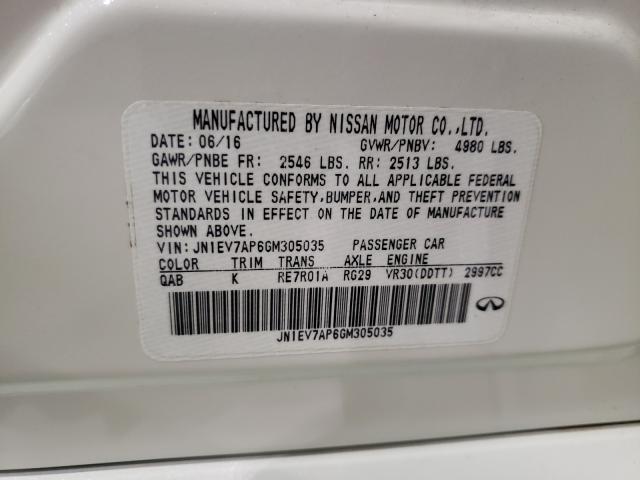 MANUFACTURED BY NISSAN MOTOR CO.,LTD.
DATE: 06/16 GVWR/PNBV: 4980 LBS.
GAWR/PNBE FR: 2546 LBS. RR: 2513 LBS.
THIS VEHICLE CONFORMS TO ALL APPLICABLE FEDERAL
MOTOR VEHICLE SAFETY,BUMPER,AND THEFT PREVENTION
STANDARDS IN EFFECT ON THE DATE OF MANUFACTURE
SHOWN ABOVE.
VIN: JN1EV7AP6GM305035 PASSENGER CAR
COLOR TRIM TRANS AXLE ENGINE
QAB K RE7R01A RG29 VR30(DDTT) 2997CC
JN1EV7AP6GM305035